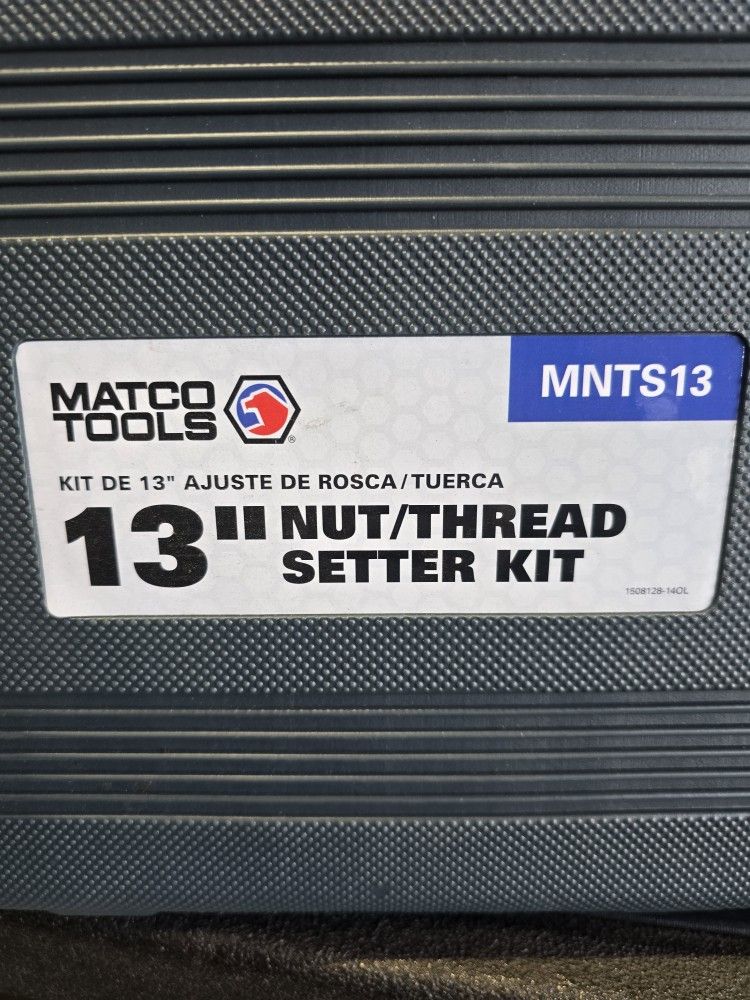 MATCO
TOOLS
MNTS13
KIT DE 13" AJUSTE DE ROSCA/TUERCA
13" NUT/THREAD
SETTER KIT
1508128-14OL